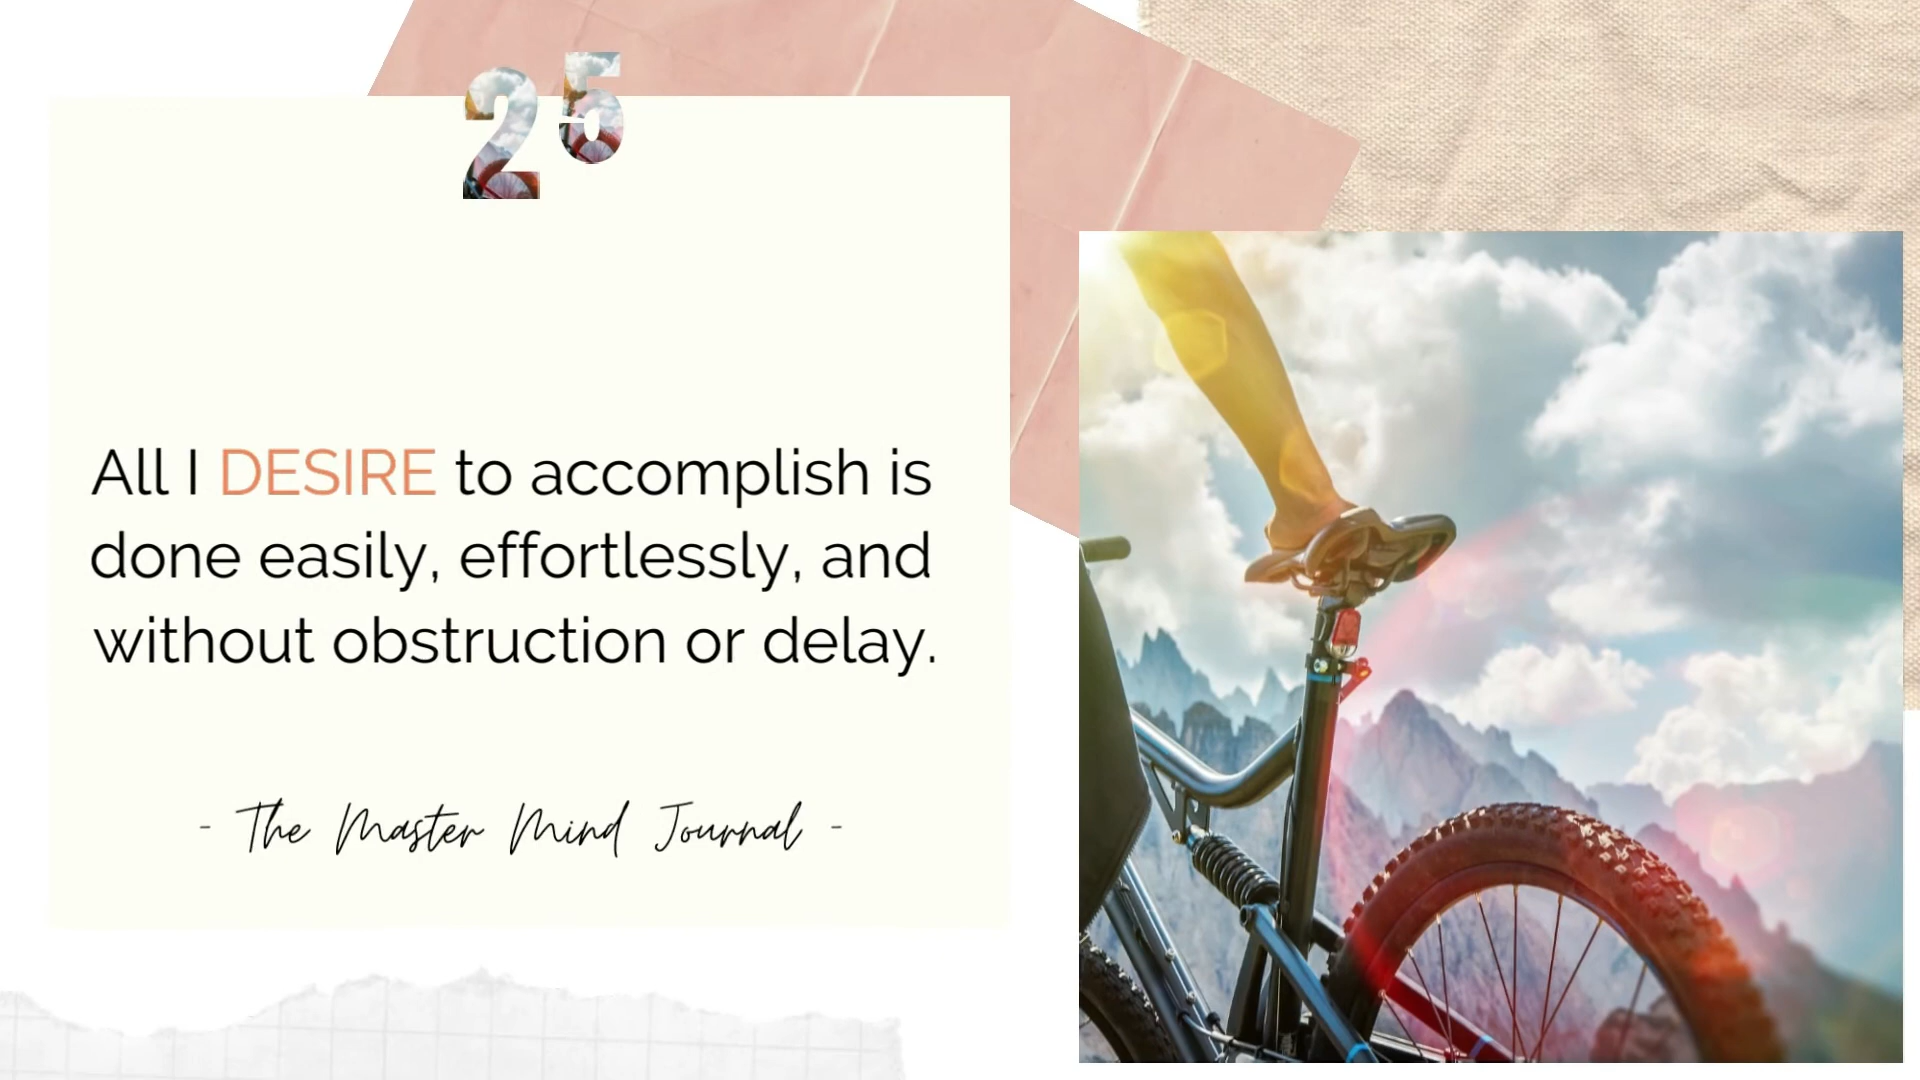 25
All I DESIRE to accomplish is
done easily, effortlessly, and
without obstruction or delay.
- The Master Mind Journal -